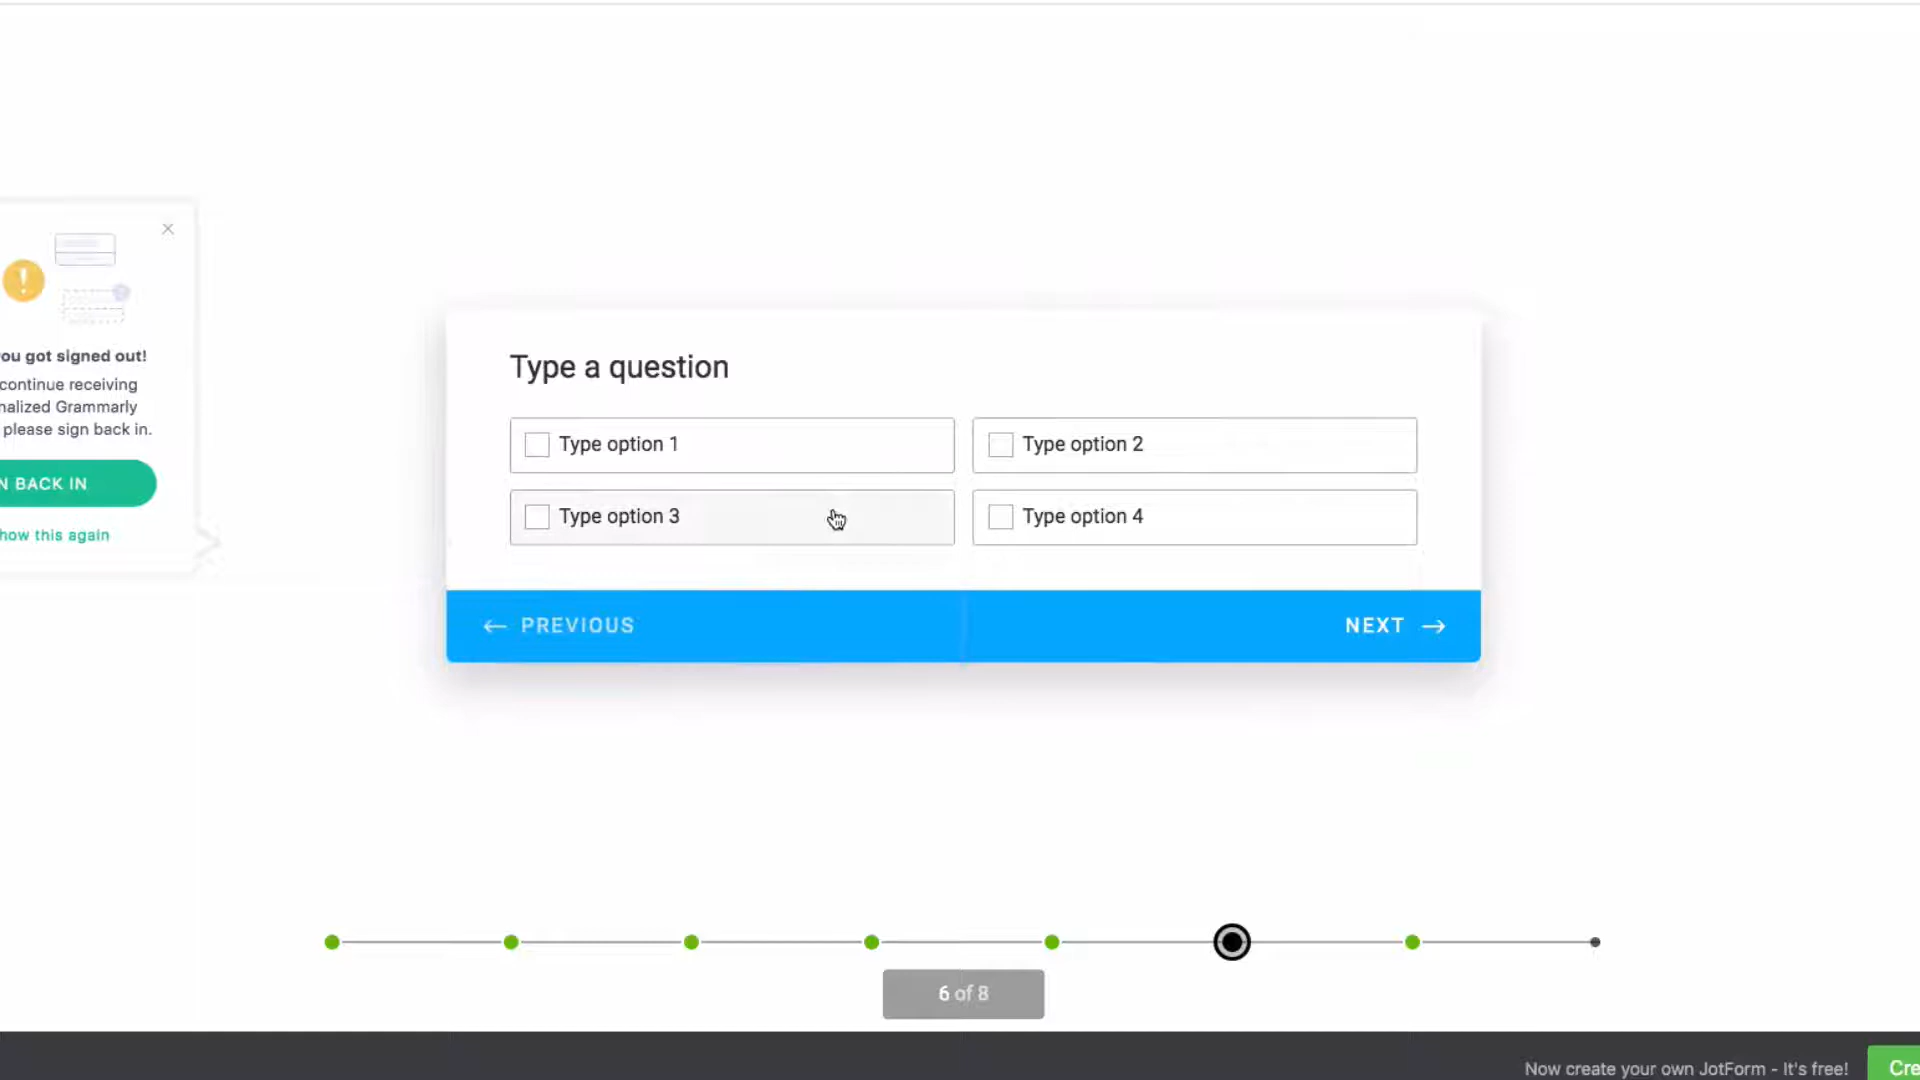 ou got signed out!
continue receiving
nalized Grammarly
please sign back in.
N BACK IN
how this again
Type a question
Type option 1
Type option 2
Type option 3
Type option 4
PREVIOUS
NEXT
6 of 8
Now create your own JotForm - It's free!
Cre